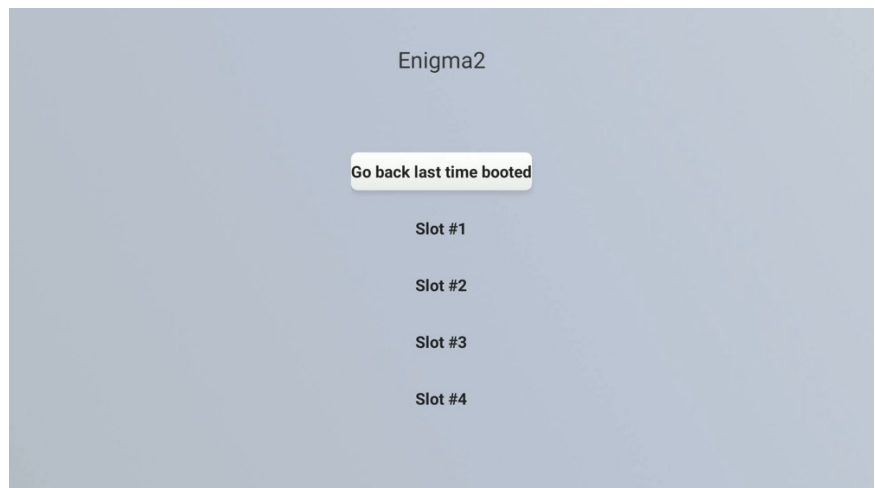 Enigma2
Go back last time booted
Slot #1
Slot #2
Slot #3
Slot #4